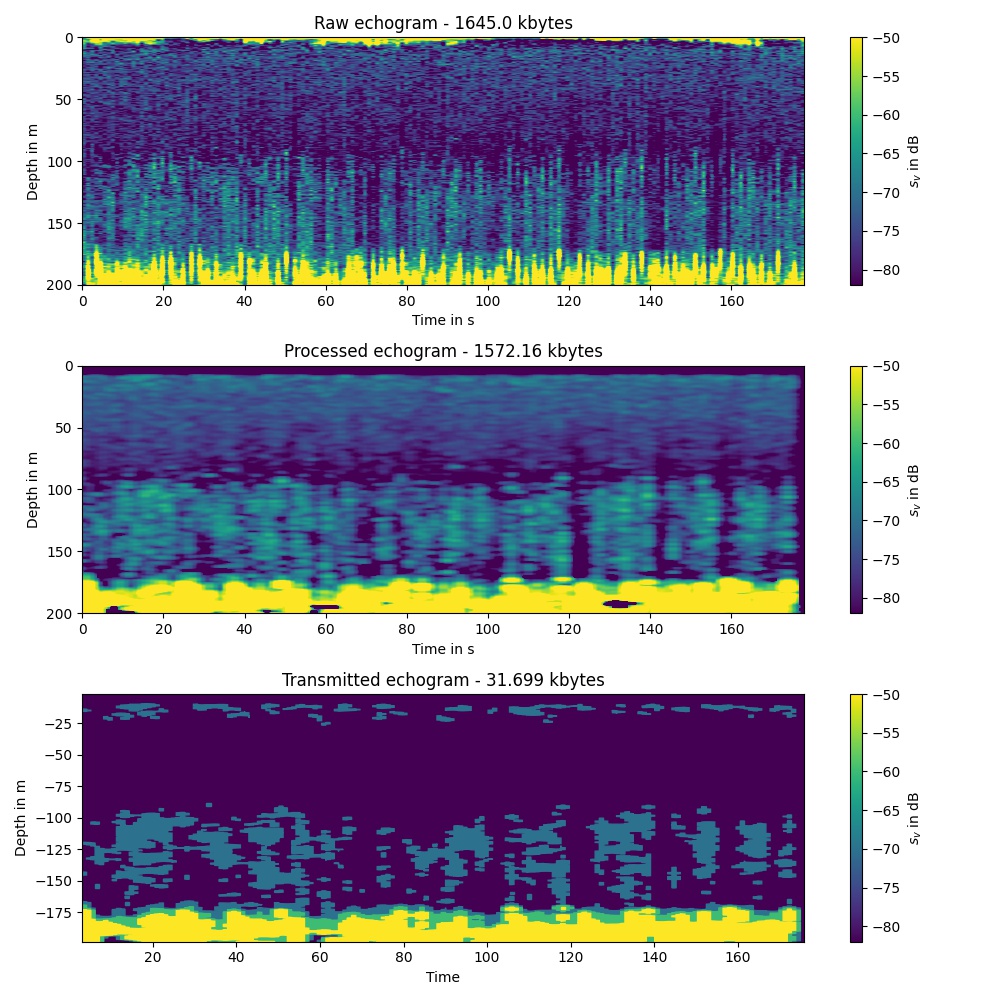 Raw echogram - 1645.0 kbytes
0
50
100
150
200
Depth in m
0 20 40 60 80 100 120 140 160
Time in s
−50
−55
−60
−65
−70
−75
−80
sv in dB
Processed echogram - 1572.16 kbytes
0
50
100
150
200
Depth in m
0 20 40 60 80 100 120 140 160
Time in s
−50
−55
−60
−65
−70
−75
−80
sv in dB
Transmitted echogram - 31.699 kbytes
−25
−50
−75
−100
−125
−150
−175
Depth in m
20 40 60 80 100 120 140 160
Time
−50
−55
−60
−65
−70
−75
−80
sv in dB